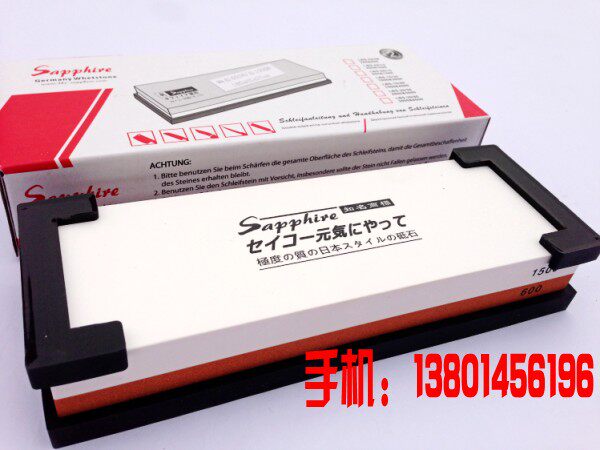 Sapphire
Germany Whetstone
Schleifanleitung und Handhabung von Schleifsteinen
Sapphire
ACHTUNG:
1. Bitte benutzen Sie beim Schärfen die gesamte Oberfläche des Schleifsteins, damit die Gesamtbeschaffenheit
des Steines erhalten bleibt.
2. Benutzen Sie den Schleifstein mit Vorsicht, insbesondere sollte der Stein nicht Fallen gelassen werden.
Sapphire 知名商標
セイコー元気にやって
極度の質の日本スタイルの砥石
1500
600
手机：13801456196